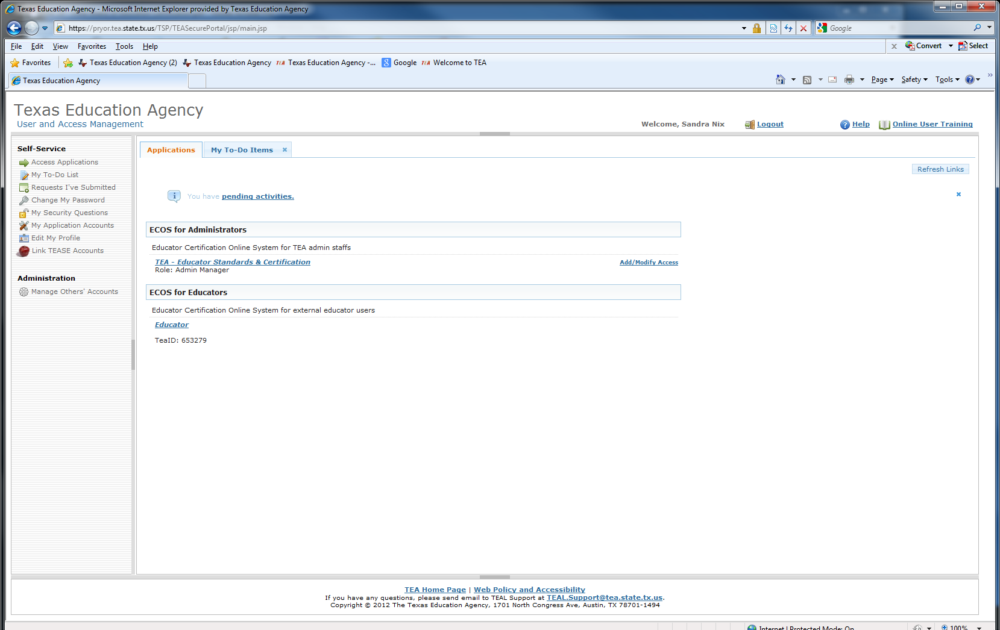 Texas Education Agency - Microsoft Internet Explorer provided by Texas Education Agency
https://pryor.tea.state.tx.us/TSP/TEASecurePortal/jsp/main.jsp
Google
File Edit View Favorites Tools Help
x Convert Select
Favorites Texas Education Agency (2) Texas Education Agency TEA Texas Education Agency -... Google TEA Welcome to TEA
Texas Education Agency
Page Safety Tools
Texas Education Agency
User and Access Management
Welcome, Sandra Nix Logout Help Online User Training
Self-Service
Access Applications
My To-Do List
Requests I've Submitted
Change My Password
My Security Questions
My Application Accounts
Edit My Profile
Link TEASE Accounts
Administration
Manage Others' Accounts
Applications My To-Do Items
Refresh Links
You have pending activities.
ECOS for Administrators
Educator Certification Online System for TEA admin staffs
TEA - Educator Standards & Certification Add/Modify Access
Role: Admin Manager
ECOS for Educators
Educator Certification Online System for external educator users
Educator
TeaID: 653279
TEA Home Page | Web Policy and Accessibility
If you have any questions, please send email to TEAL Support at TEAL.Support@tea.state.tx.us.
Copyright © 2012 The Texas Education Agency, 1701 North Congress Ave, Austin, TX 78701-1494
Internet | Protected Mode: On 100%